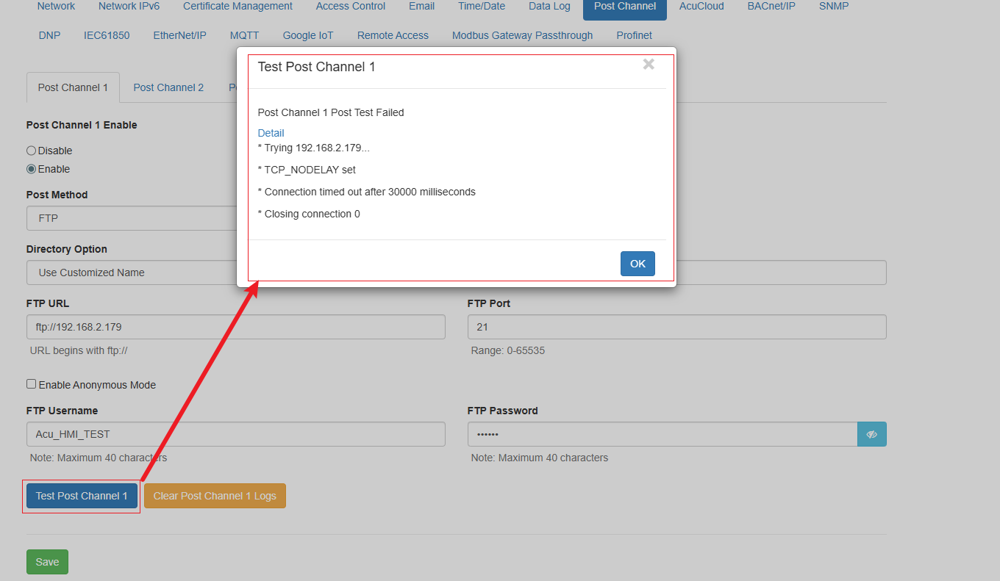 Network Network IPv6 Certificate Management Access Control Email Time/Date Data Log Post Channel AcuCloud BACnet/IP SNMP
DNP IEC61850 EtherNet/IP MQTT Google IoT Remote Access Modbus Gateway Passthrough Profinet
Test Post Channel 1
Post Channel 1 Post Test Failed
Detail
* Trying 192.168.2.179...
* TCP_NODELAY set
* Connection timed out after 30000 milliseconds
* Closing connection 0
OK
Post Channel 1 Post Channel 2
Post Channel 1 Enable
Disable
Enable
Post Method
FTP
Directory Option
Use Customized Name
FTP URL FTP Port
ftp://192.168.2.179 21
URL begins with ftp:// Range: 0-65535
Enable Anonymous Mode
FTP Username FTP Password
Acu_HMI_TEST ••••••
Note: Maximum 40 characters Note: Maximum 40 characters
Test Post Channel 1 Clear Post Channel 1 Logs
Save